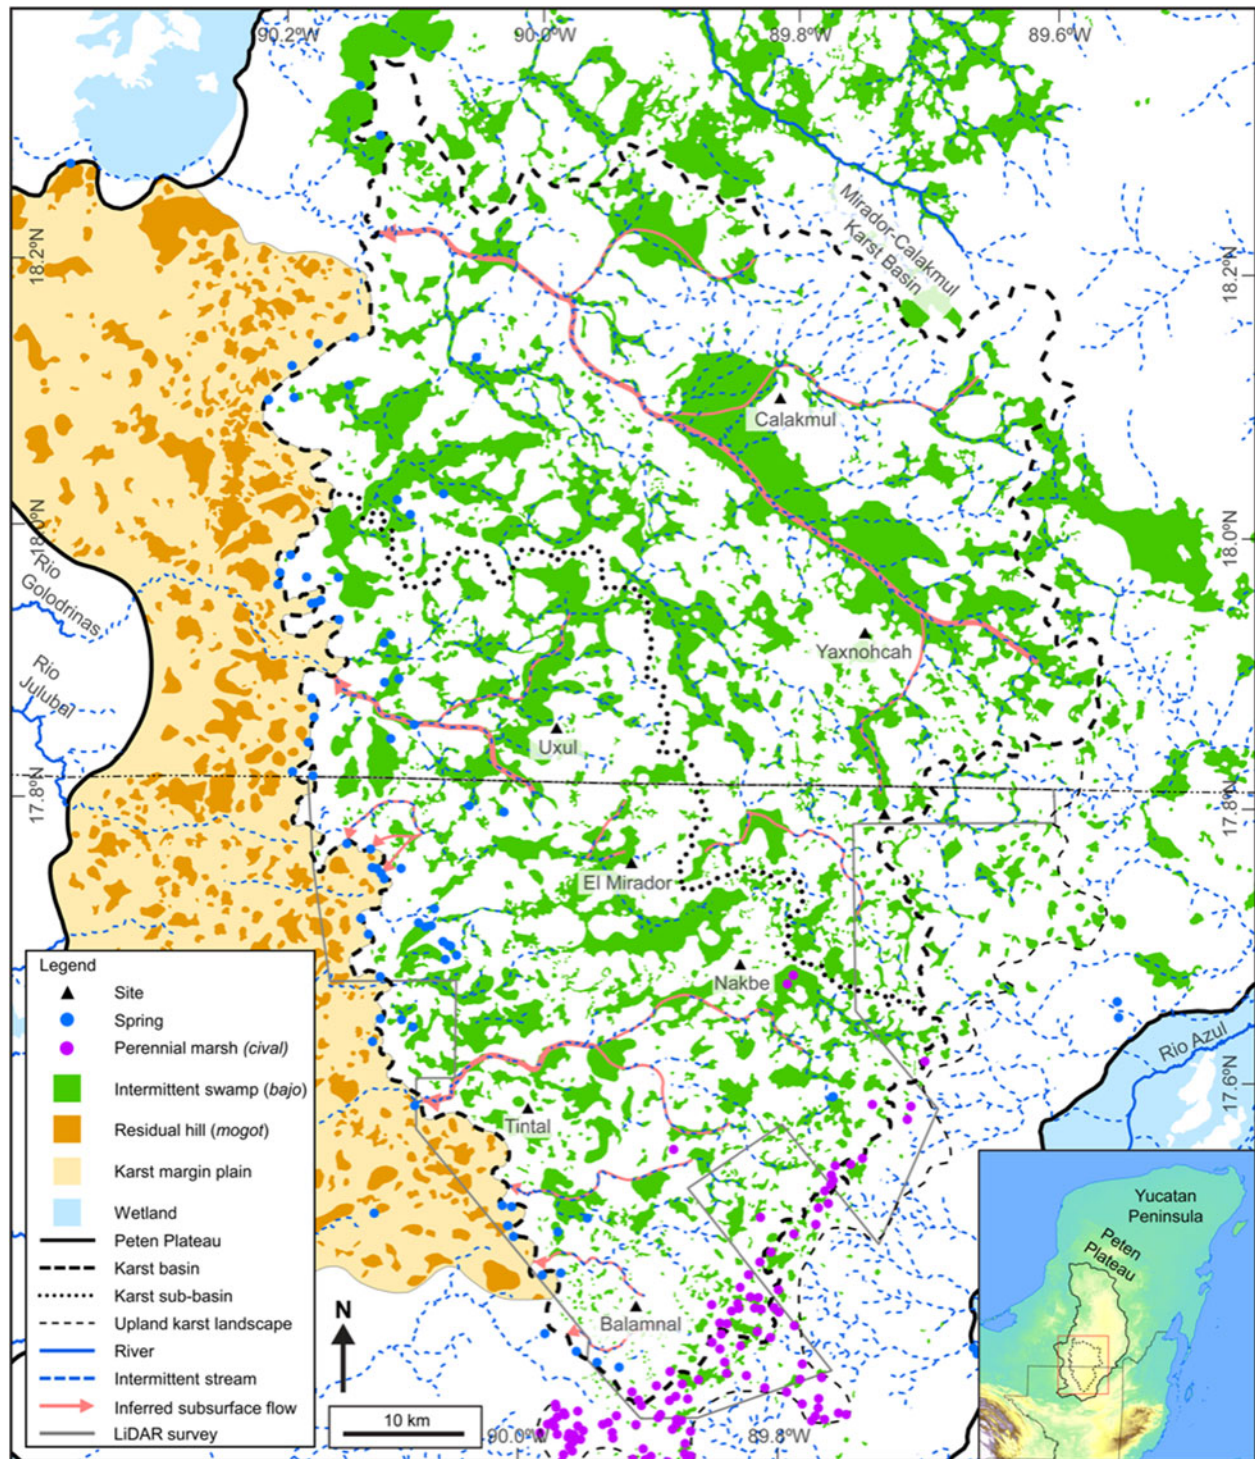 90.2°W
90.0°W
89.8°W
89.6°W
Mirador-Calakmul
Karst Basin
18.2°N
18.2°N
Calakmul
18.0°N
18.0°N
Rio
Golodrinas
Yaxnohcah
Rio
Julubal
Uxul
17.8°N
17.8°N
El Mirador
Nakbe
Rio Azul
17.6°N
Tintal
Balamnal
90.0°W
89.8°W
Legend
Site
Spring
Perennial marsh (cival)
Intermittent swamp (bajo)
Residual hill (mogot)
Karst margin plain
Wetland
Peten Plateau
Karst basin
Karst sub-basin
Upland karst landscape
River
Intermittent stream
Inferred subsurface flow
LiDAR survey
N
10 km
Yucatan
Peninsula
Peten
Plateau